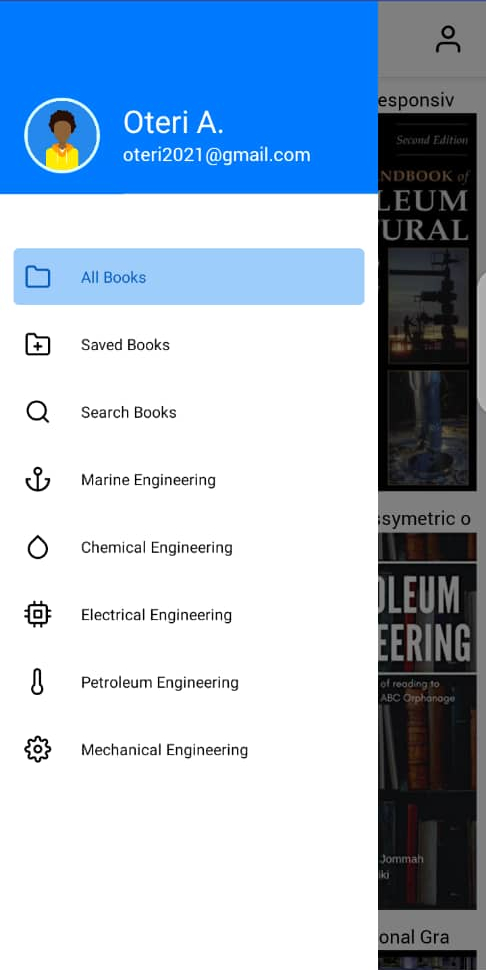 Oteri A.
oteri2021@gmail.com
All Books
Saved Books
Search Books
Marine Engineering
Chemical Engineering
Electrical Engineering
Petroleum Engineering
Mechanical Engineering
esponsiv
Second Edition
NDBOOK of
LEUM
URAL
ssymetric o
OLEUM
EERING
of reading to
ABC Orphanage
Jommah
iki
onal Gra